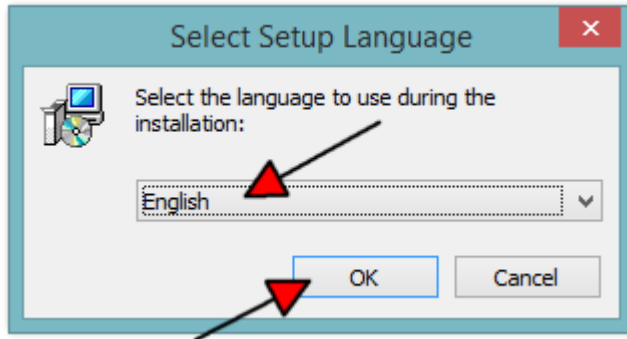 Select Setup Language
Select the language to use during the
installation:
English
OK
Cancel